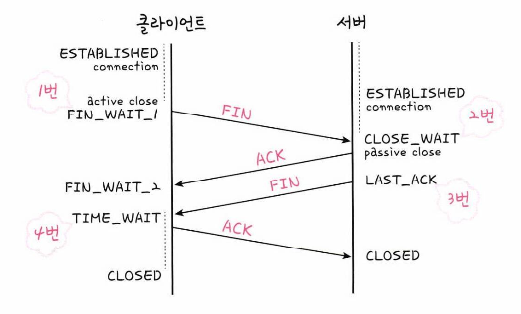 클라이언트
서버
ESTABLISHED
connection
1번
active close
FIN_WAIT_1
FIN
ESTABLISHED
connection
2번
CLOSE_WAIT
passive close
ACK
FIN_WAIT_2
FIN
LAST_ACK
3번
TIME_WAIT
4번
ACK
CLOSED
CLOSED